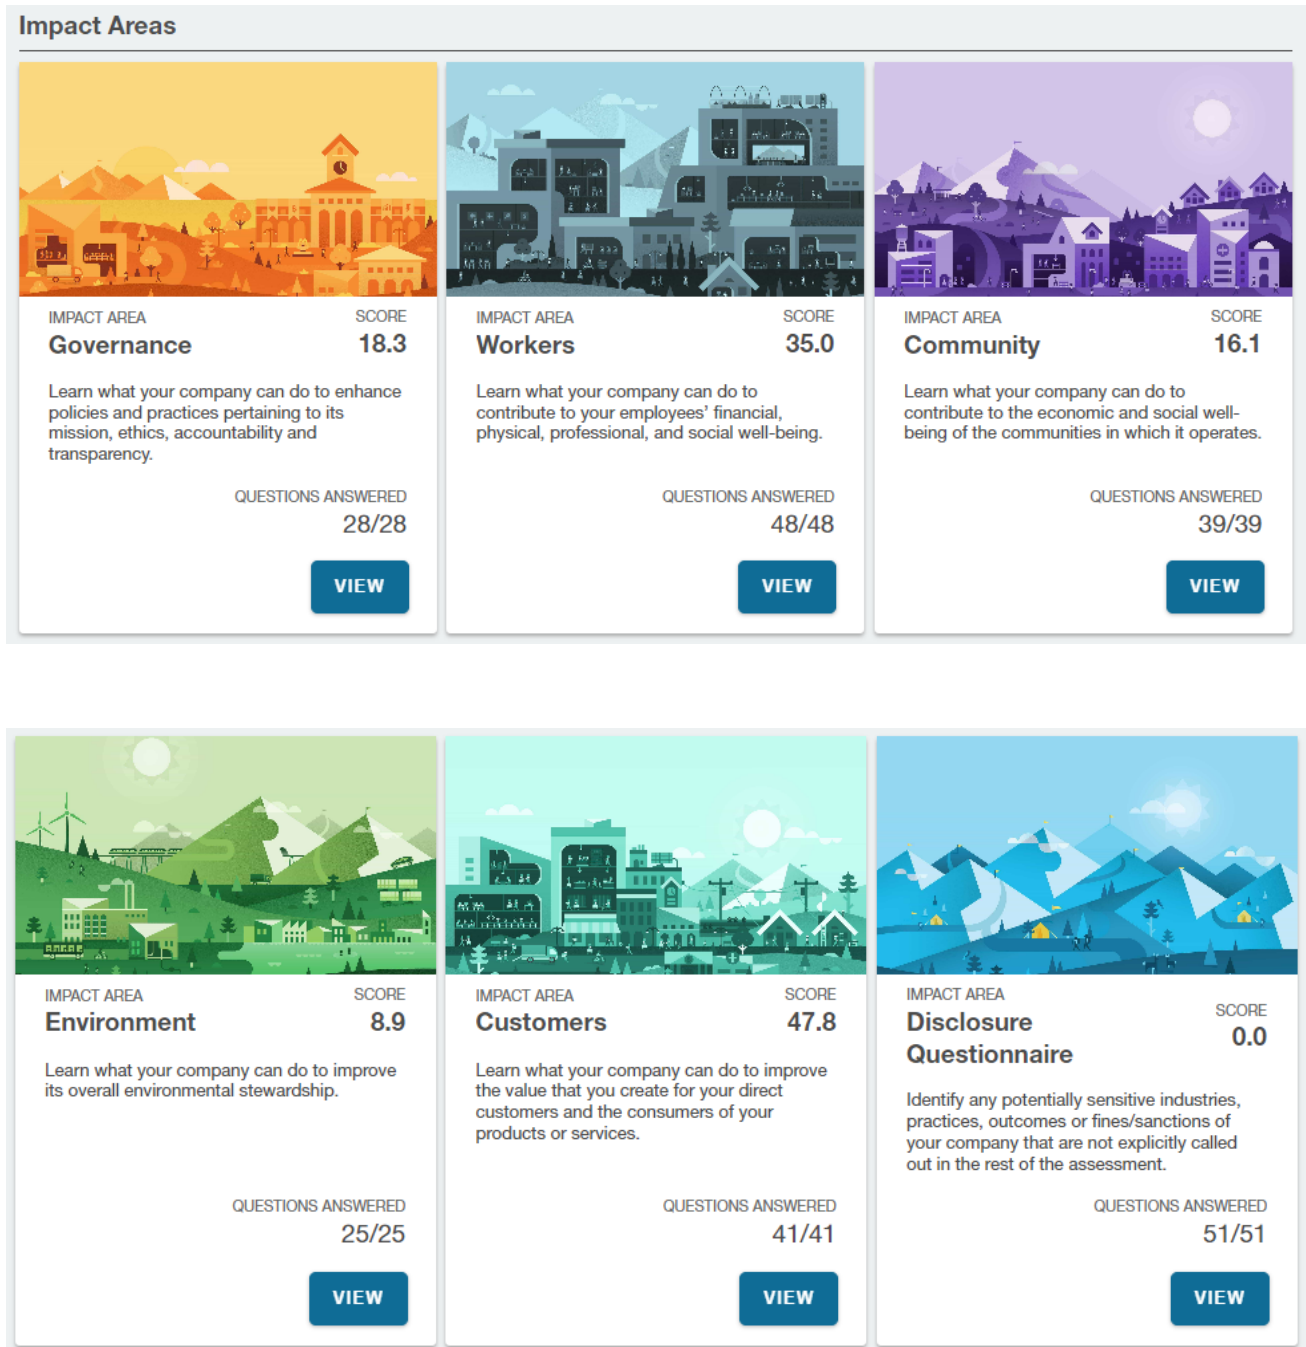 Impact Areas
IMPACT AREA SCORE
Governance 18.3
Learn what your company can do to enhance
policies and practices pertaining to its
mission, ethics, accountability and
transparency.
QUESTIONS ANSWERED
28/28
VIEW
IMPACT AREA SCORE
Workers 35.0
Learn what your company can do to
contribute to your employees’ financial,
physical, professional, and social well-being.
QUESTIONS ANSWERED
48/48
VIEW
IMPACT AREA SCORE
Community 16.1
Learn what your company can do to
contribute to the economic and social well-
being of the communities in which it operates.
QUESTIONS ANSWERED
39/39
VIEW
IMPACT AREA SCORE
Environment 8.9
Learn what your company can do to improve
its overall environmental stewardship.
QUESTIONS ANSWERED
25/25
VIEW
IMPACT AREA SCORE
Customers 47.8
Learn what your company can do to improve
the value that you create for your direct
customers and the consumers of your
products or services.
QUESTIONS ANSWERED
41/41
VIEW
IMPACT AREA
SCORE
Disclosure
Questionnaire
0.0
Identify any potentially sensitive industries,
practices, outcomes or fines/sanctions of
your company that are not explicitly called
out in the rest of the assessment.
QUESTIONS ANSWERED
51/51
VIEW